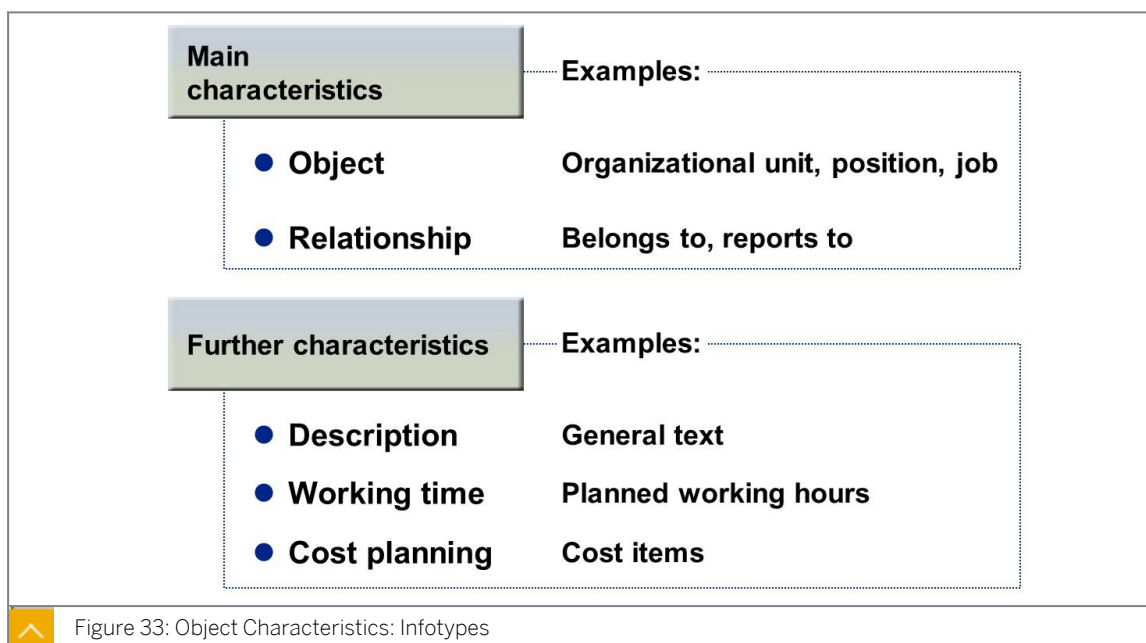 Main
characteristics
Examples:
Object Organizational unit, position, job
Relationship Belongs to, reports to
Further characteristics Examples:
Description General text
Working time Planned working hours
Cost planning Cost items
Figure 33: Object Characteristics: Infotypes